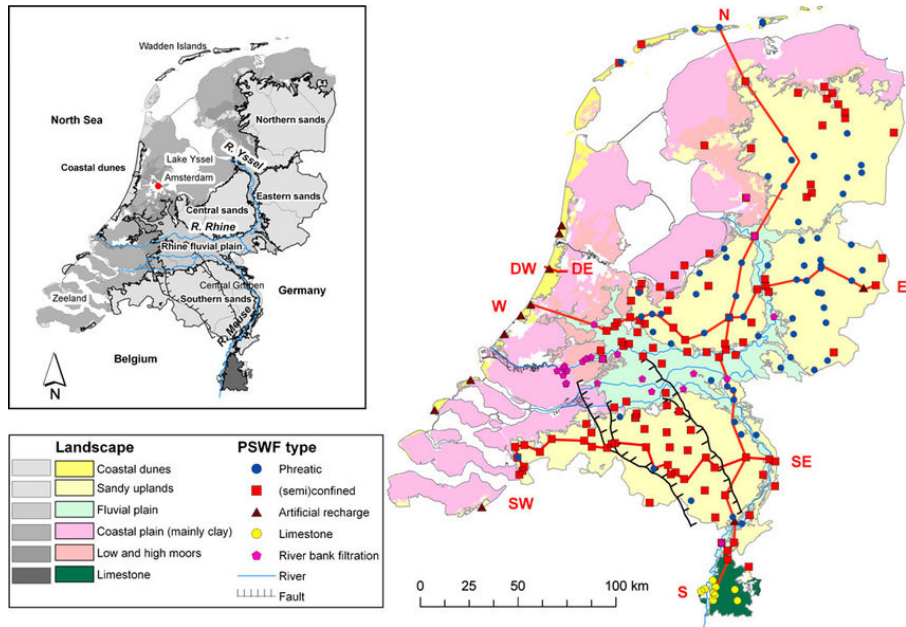 Wadden Islands
North Sea
Northern sands
Coastal dunes
Lake Yssel
R. Yssel
Amsterdam
Eastern sands
Central sands
R. Rhine
Rhine fluvial plain
Central Graben
Zeeland
Southern sands
Germany
R. Meuse
Belgium
N
Landscape
Coastal dunes
Sandy uplands
Fluvial plain
Coastal plain (mainly clay)
Low and high moors
Limestone
PSWF type
Phreatic
(semi)confined
Artificial recharge
Limestone
River bank filtration
River
Fault
N
DW DE
W
E
SW
SE
S
0 25 50 100 km